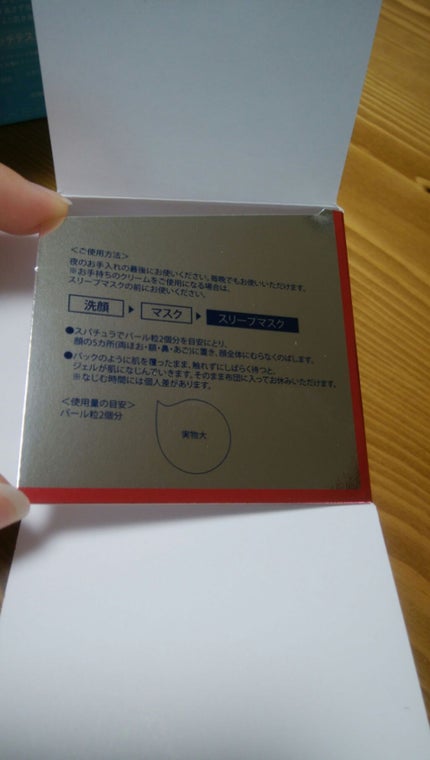 <ご使用方法>
夜のお手入れの最後にお使いください。毎晩でもお使いいただけます。
※お手持ちのクリームをご使用になる場合は、
スリープマスクの前にお使いください。
洗顔 ▶ マスク ▶ スリープマスク
●スパチュラでパール粒2個分を目安にとり、
顔の5カ所(両ほお・額・鼻・あご)に置き、顔全体にむらなくのばします。
●パックのように肌を覆ったまま、触れずにしばらく待つと、
ジェルが肌になじんでいきます。そのまま布団に入ってお休みいただけます。
※なじむ時間には個人差があります。
<使用量の目安>
パール粒2個分
実物大